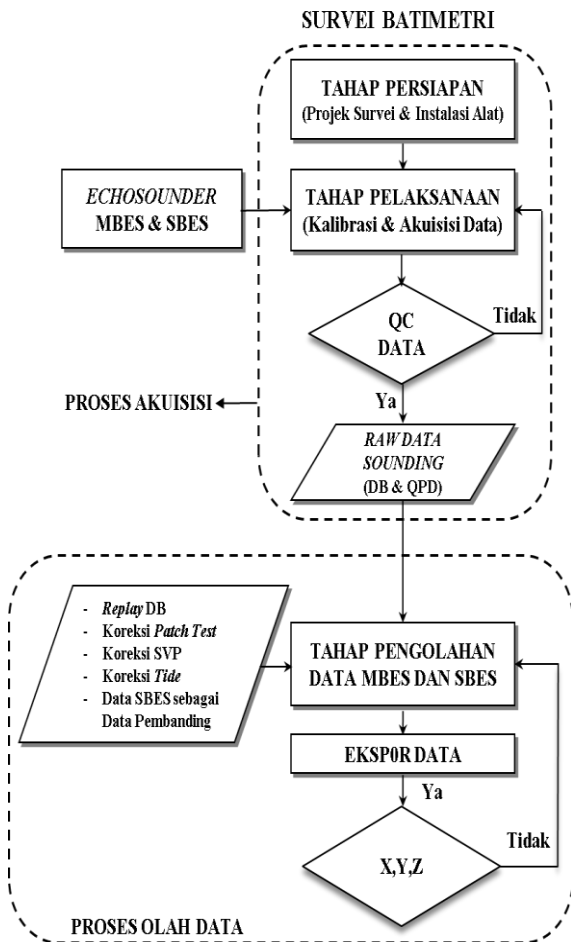 SURVEI BATIMETRI
TAHAP PERSIAPAN
(Projek Survei & Instalasi Alat)
ECHOSOUNDER
MBES & SBES
TAHAP PELAKSANAAN
(Kalibrasi & Akuisisi Data)
QC
DATA
Tidak
Ya
PROSES AKUISISI
RAW DATA
SOUNDING
(DB & QPD)
- Replay DB
- Koreksi Patch Test
- Koreksi SVP
- Koreksi Tide
- Data SBES sebagai
Data Pembanding
TAHAP PENGOLAHAN
DATA MBES DAN SBES
EKSP0R DATA
Ya
Tidak
X,Y,Z
PROSES OLAH DATA